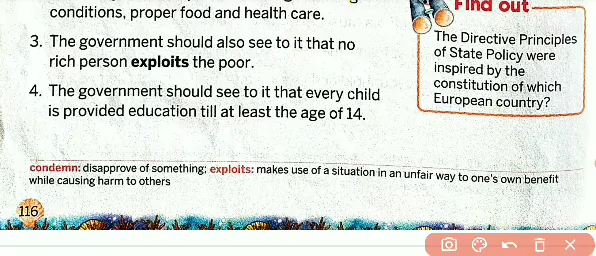 conditions, proper food and health care.
3. The government should also see to it that no
rich person exploits the poor.
4. The government should see to it that every child
is provided education till at least the age of 14.
Find out
The Directive Principles
of State Policy were
inspired by the
constitution of which
European country?
condemn: disapprove of something; exploits: makes use of a situation in an unfair way to one's own benefit
while causing harm to others
116